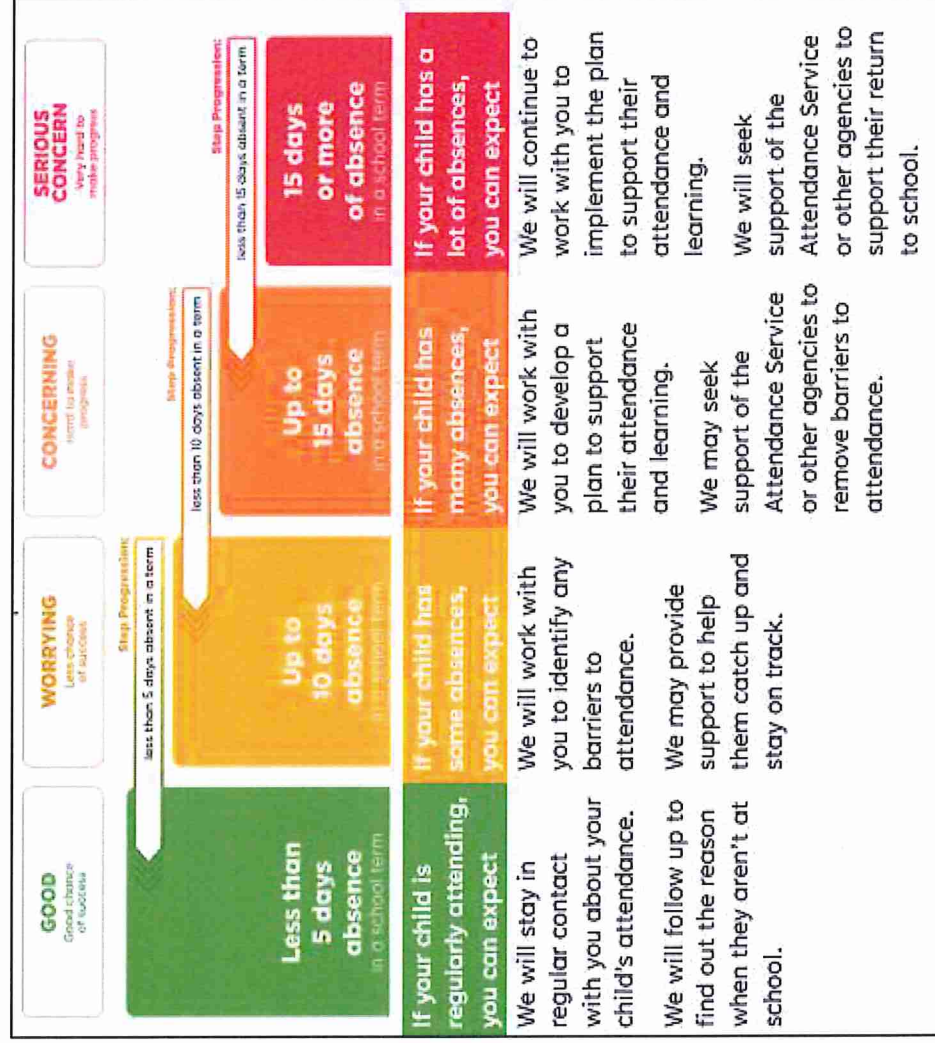 GOOD
Good chance
of success
WORRYING
Less chance
of success
CONCERNING
Hard to make
progress
SERIOUS
CONCERN
Very hard to
make progress
Step Progression:
less than 5 days absent in a term
Step Progression:
less than 10 days absent in a term
Step Progression:
less than 15 days absent in a term
Less than
5 days
absence
in a school term
Up to
10 days
absence
in a school term
Up to
15 days
absence
in a school term
15 days
or more
of absence
in a school term
If your child is
regularly attending,
you can expect
If your child has
some absences,
you can expect
If your child has
many absences,
you can expect
If your child has a
lot of absences,
you can expect
We will stay in
regular contact
with you about your
child's attendance.
We will follow up to
find out the reason
when they aren't at
school.
We will work with
you to identify any
barriers to
attendance.
We may provide
support to help
them catch up and
stay on track.
We will work with
you to develop a
plan to support
their attendance
and learning.
We may seek
support of the
Attendance Service
or other agencies to
remove barriers to
attendance.
We will continue to
work with you to
implement the plan
to support their
attendance and
learning.
We will seek
support of the
Attendance Service
or other agencies to
support their return
to school.